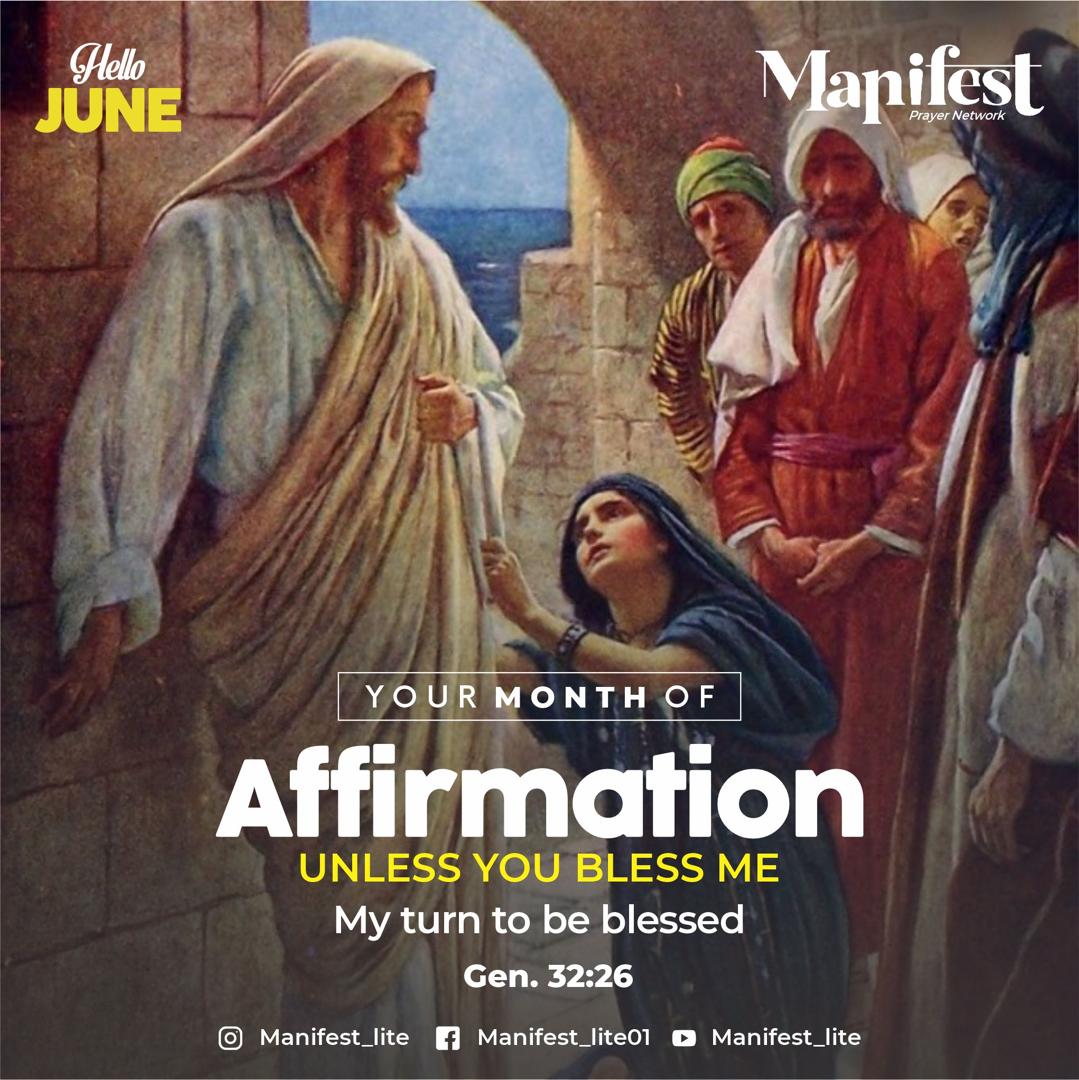 Hello
JUNE
Manifest
Prayer Network
YOUR MONTH OF
Affirmation
UNLESS YOU BLESS ME
My turn to be blessed
Gen. 32:26
Manifest_lite Manifest_lite01 Manifest_lite